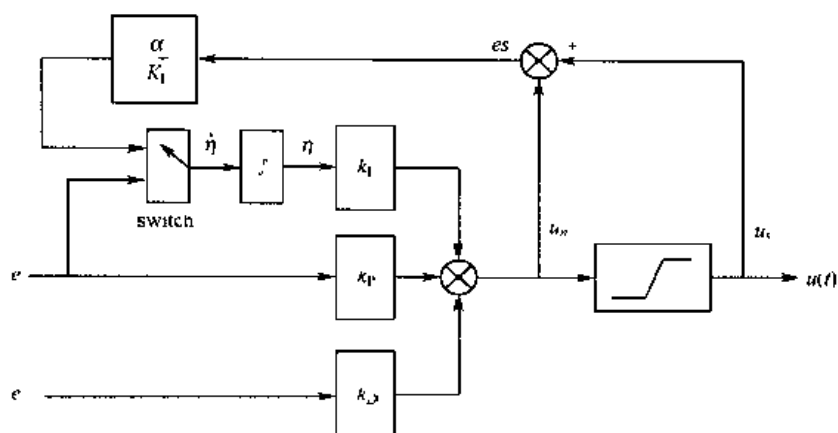 α
K_I
es
+
η̇
η
k_I
switch
u_n
u_s
e
k_P
u(t)
e
k_D